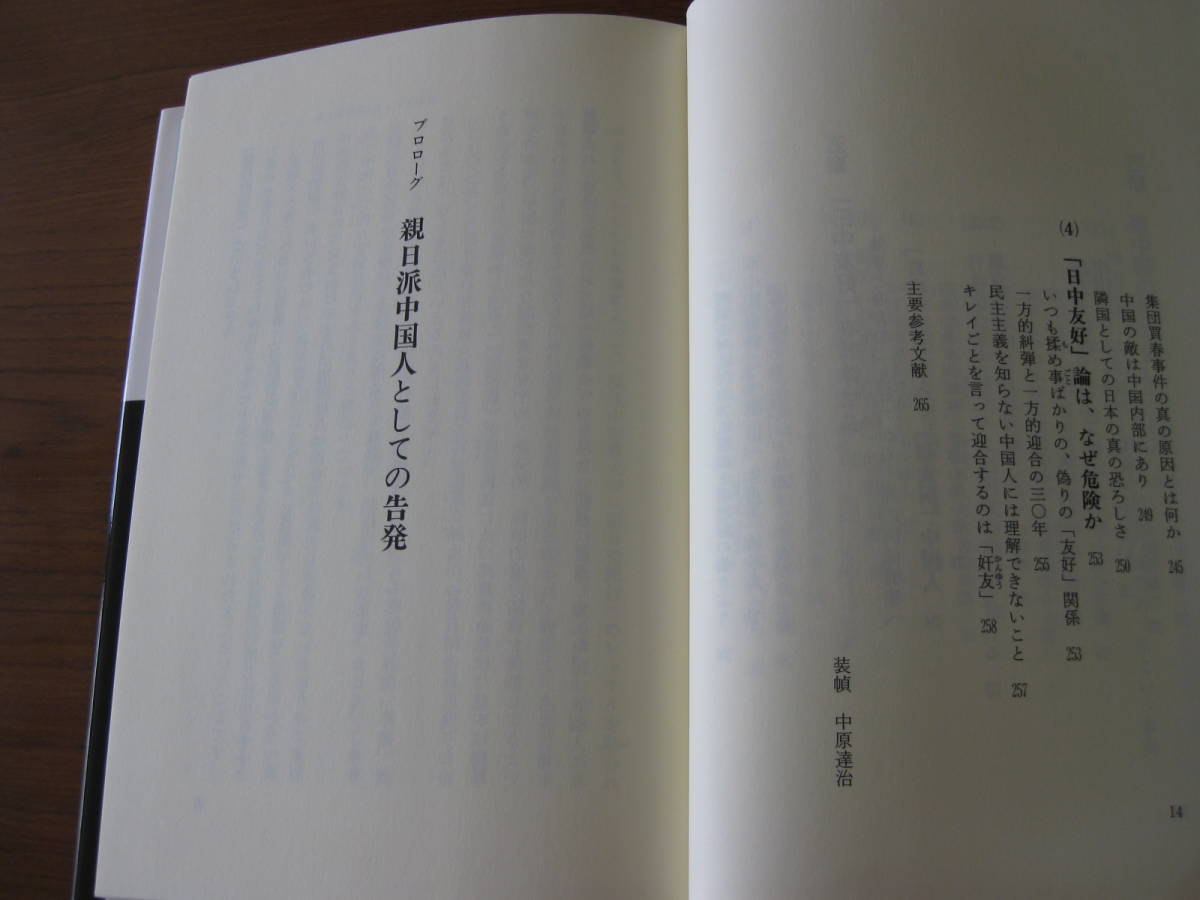 集団買春事件の真の原因とは何か 245
中国の敵は中国内部にあり 249
隣国としての日本の真の恐ろしさ 250
(4) 「日中友好」論は、なぜ危険か 253
いつも揉め事ばかりの、偽りの「友好」関係 253
一方的糾弾と一方的迎合の三〇年 255
民主主義を知らない中国人には理解できないこと 257
キレイごとを言って迎合するのは「奸友」 258
主要参考文献 265
装幀 中原達治
14
プロローグ 親日派中国人としての告発